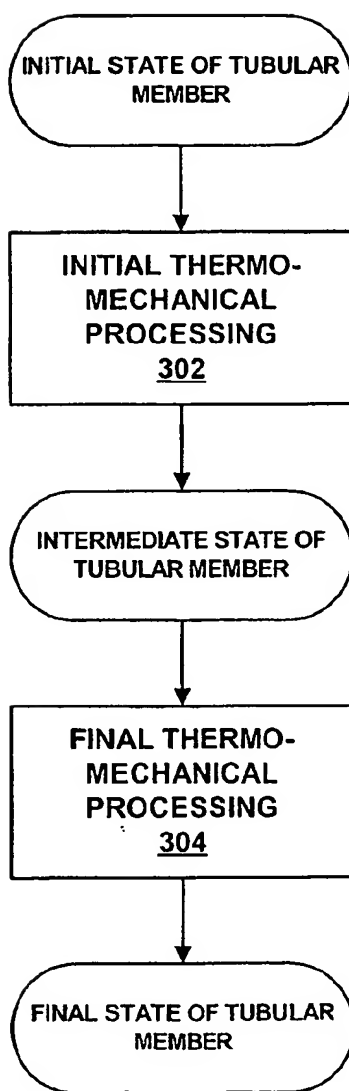 INITIAL STATE OF TUBULAR
MEMBER
INITIAL THERMO-
MECHANICAL
PROCESSING
302
INTERMEDIATE STATE OF
TUBULAR MEMBER
FINAL THERMO-
MECHANICAL
PROCESSING
304
FINAL STATE OF TUBULAR
MEMBER